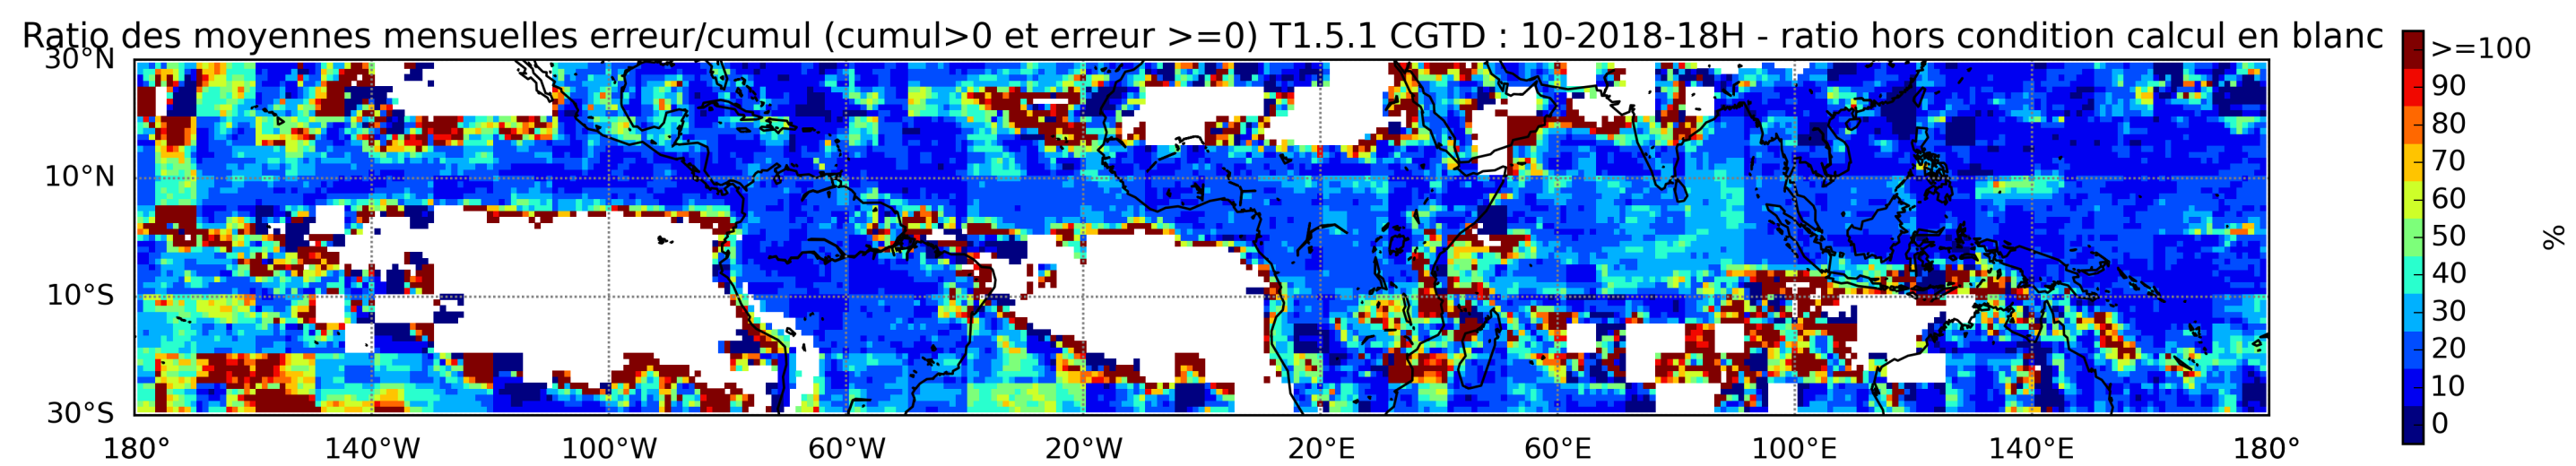 Ratio des moyennes mensuelles erreur/cumul (cumul>0 et erreur >=0) T1.5.1 CGTD : 10-2018-18H - ratio hors condition calcul en blanc
30°N
10°N
10°S
30°S
180° 140°W 100°W 60°W 20°W 20°E 60°E 100°E 140°E 180°
>=100
90
80
70
60
50
40
30
20
10
0
%